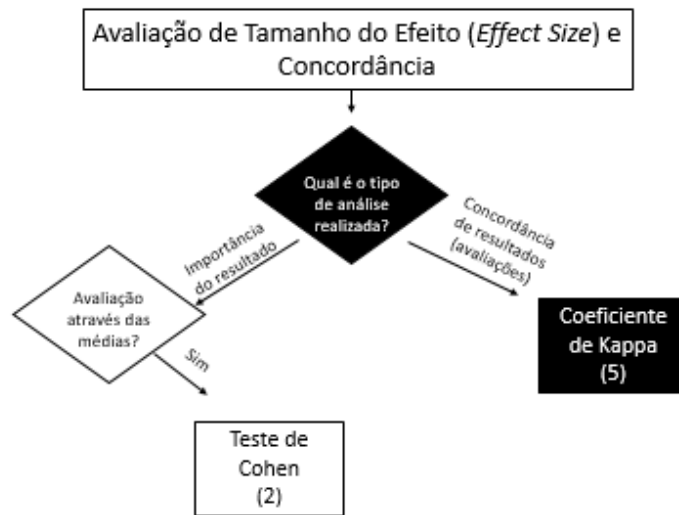 Avaliação de Tamanho do Efeito (Effect Size) e
Concordância
Qual é o tipo
de análise
realizada?
Importância
do resultado
Concordância
de resultados
(avaliações)
Avaliação
através das
médias?
Sim
Coeficiente
de Kappa
(5)
Teste de
Cohen
(2)